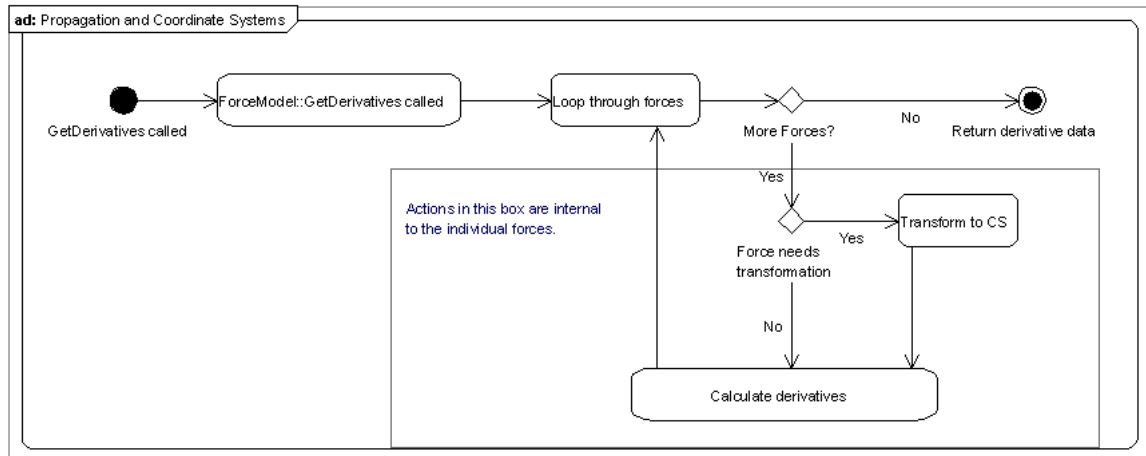 ad: Propagation and Coordinate Systems
ForceModel::GetDerivatives called
Loop through forces
GetDerivatives called
More Forces?
No
Return derivative data
Yes
Actions in this box are internal
to the individual forces.
Transform to CS
Yes
Force needs
transformation
No
Calculate derivatives